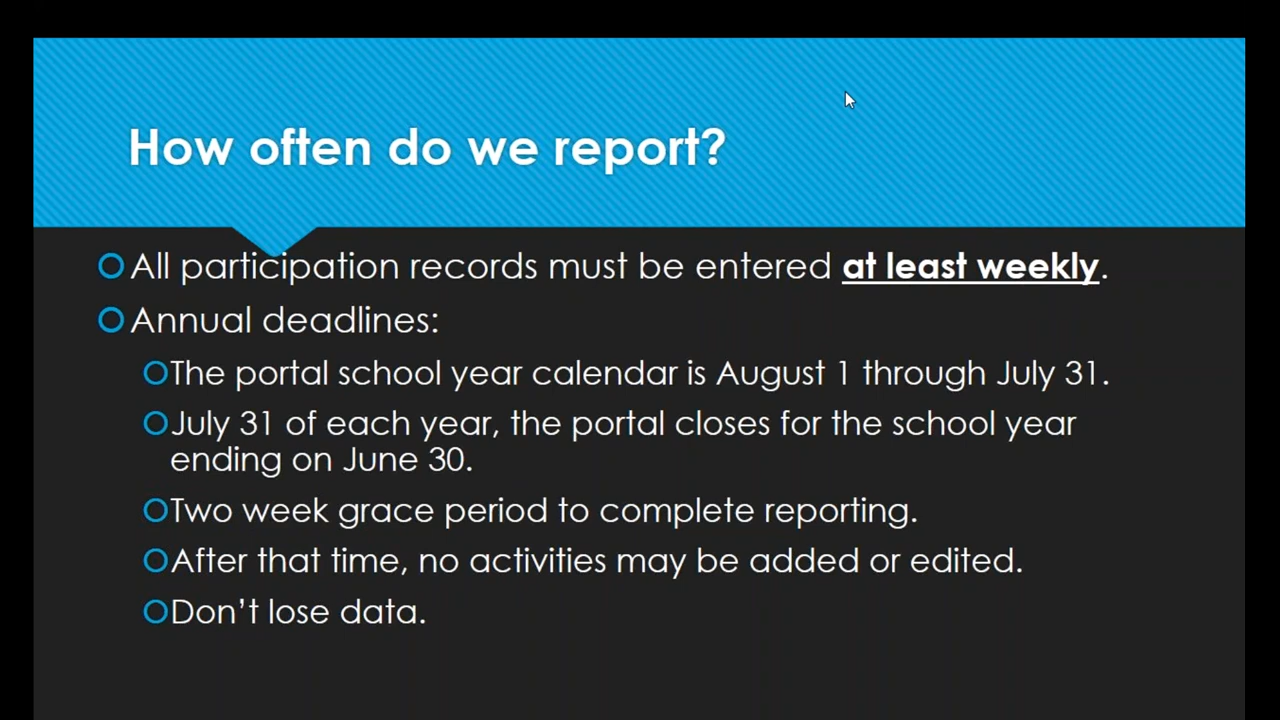 How often do we report?
All participation records must be entered at least weekly.
Annual deadlines:
The portal school year calendar is August 1 through July 31.
July 31 of each year, the portal closes for the school year
ending on June 30.
Two week grace period to complete reporting.
After that time, no activities may be added or edited.
Don’t lose data.